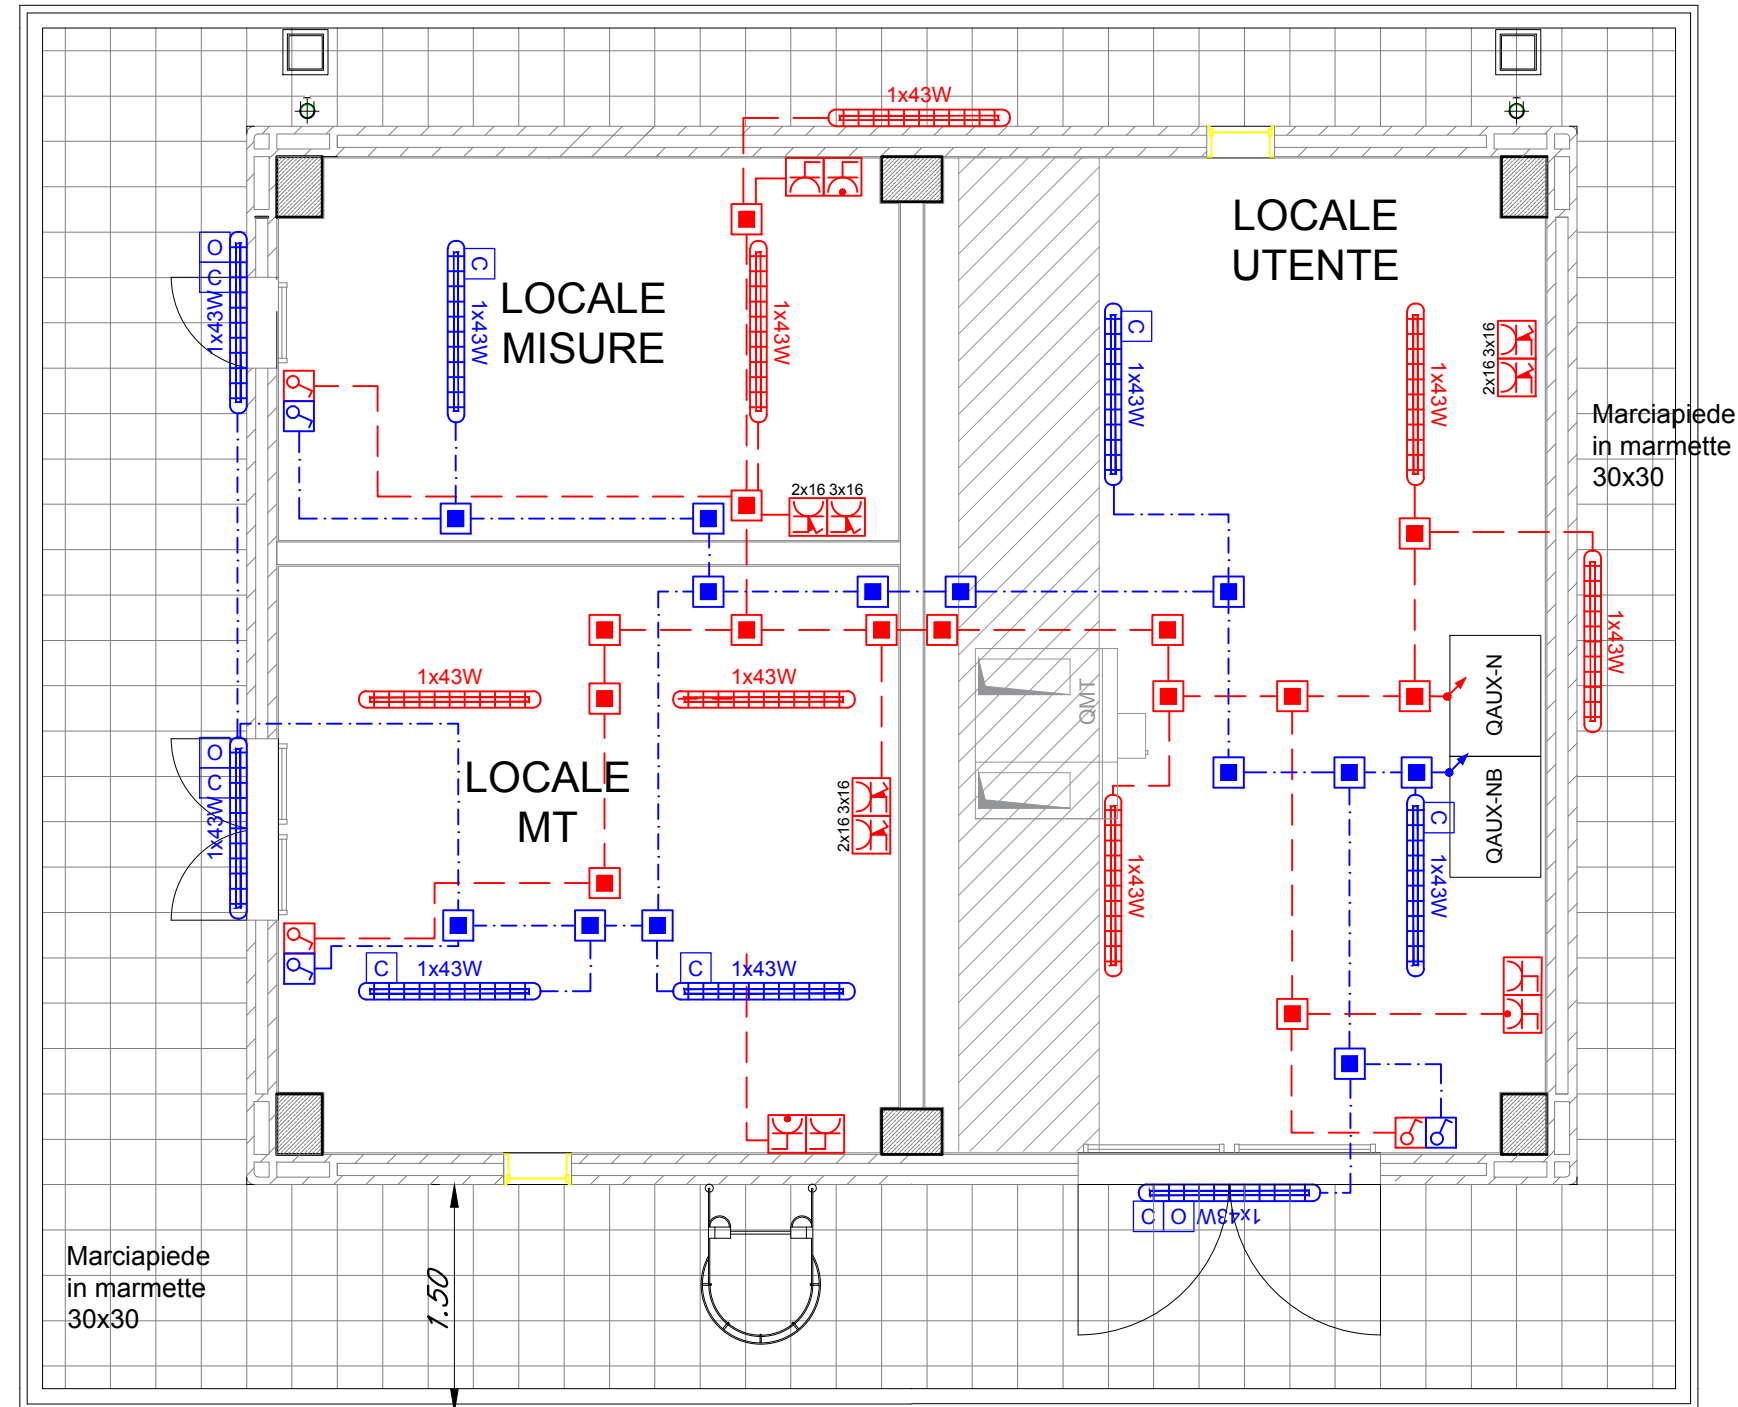 1x43W
LOCALE
UTENTE
O
C
1x43W
C
1x43W
LOCALE
MISURE
1x43W
C
1x43W
1x43W
2x16 3x16
Marciapiede
in marmette
30x30
2x16 3x16
1x43W
1x43W
1x43W
QMT
QAUX-N
O
C
1x43W
LOCALE
MT
2x16 3x16
QAUX-NB
C
1x43W
1x43W
C
1x43W
C
1x43W
C
O
1x43W
Marciapiede
in marmette
30x30
1.50